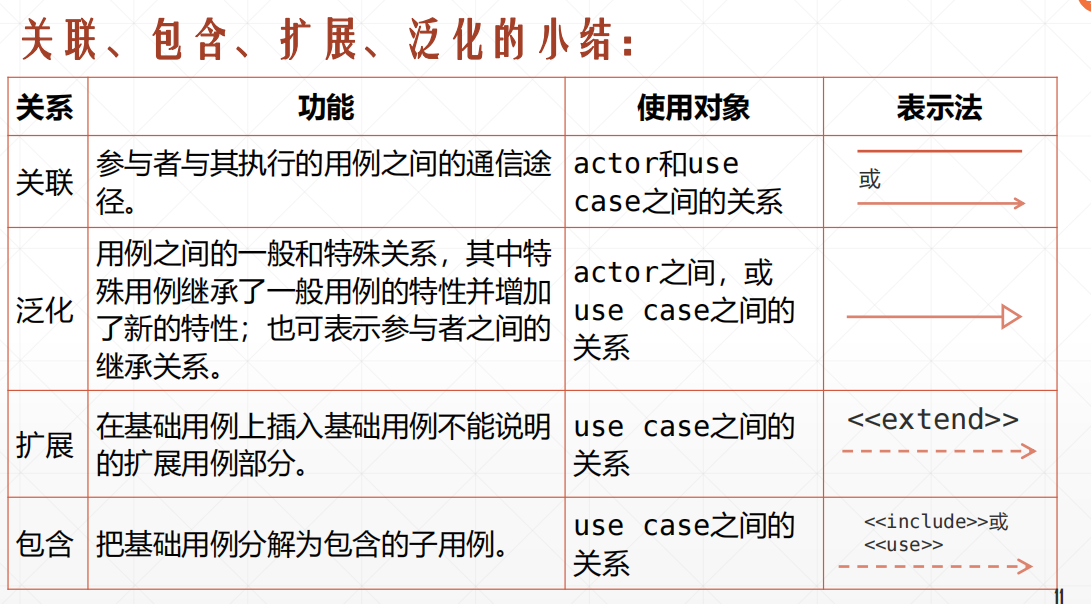 关联、包含、扩展、泛化的小结：
关系 功能 使用对象 表示法
关联
参与者与其执行的用例之间的通信途
径。
actor和use
case之间的关系
或
泛化
用例之间的一般和特殊关系，其中特
殊用例继承了一般用例的特性并增加
了新的特性；也可表示参与者之间的
继承关系。
actor之间，或
use case之间的
关系
扩展
在基础用例上插入基础用例不能说明
的扩展用例部分。
use case之间的
关系
<<extend>>
包含
把基础用例分解为包含的子用例。
use case之间的
关系
<<include>>或
<<use>>
11